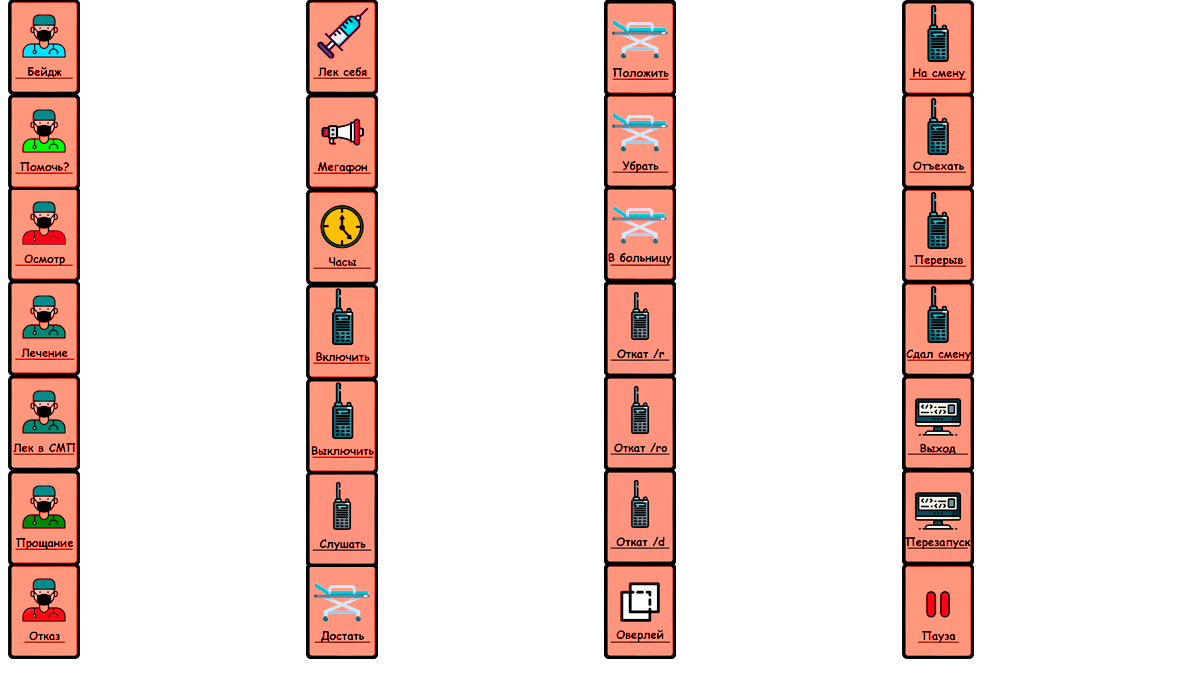 Бейдж
Помочь?
Осмотр
Лечение
Лек в СМП
Прощание
Отказ
Лек себя
Мегафон
Часы
Включить
Выключить
Слушать
Достать
Положить
Убрать
В больницу
Откат /r
Откат /ro
Откат /d
Оверлей
На смену
Отъехать
Перерыв
Сдал смену
Выход
Перезапуск
Пауза